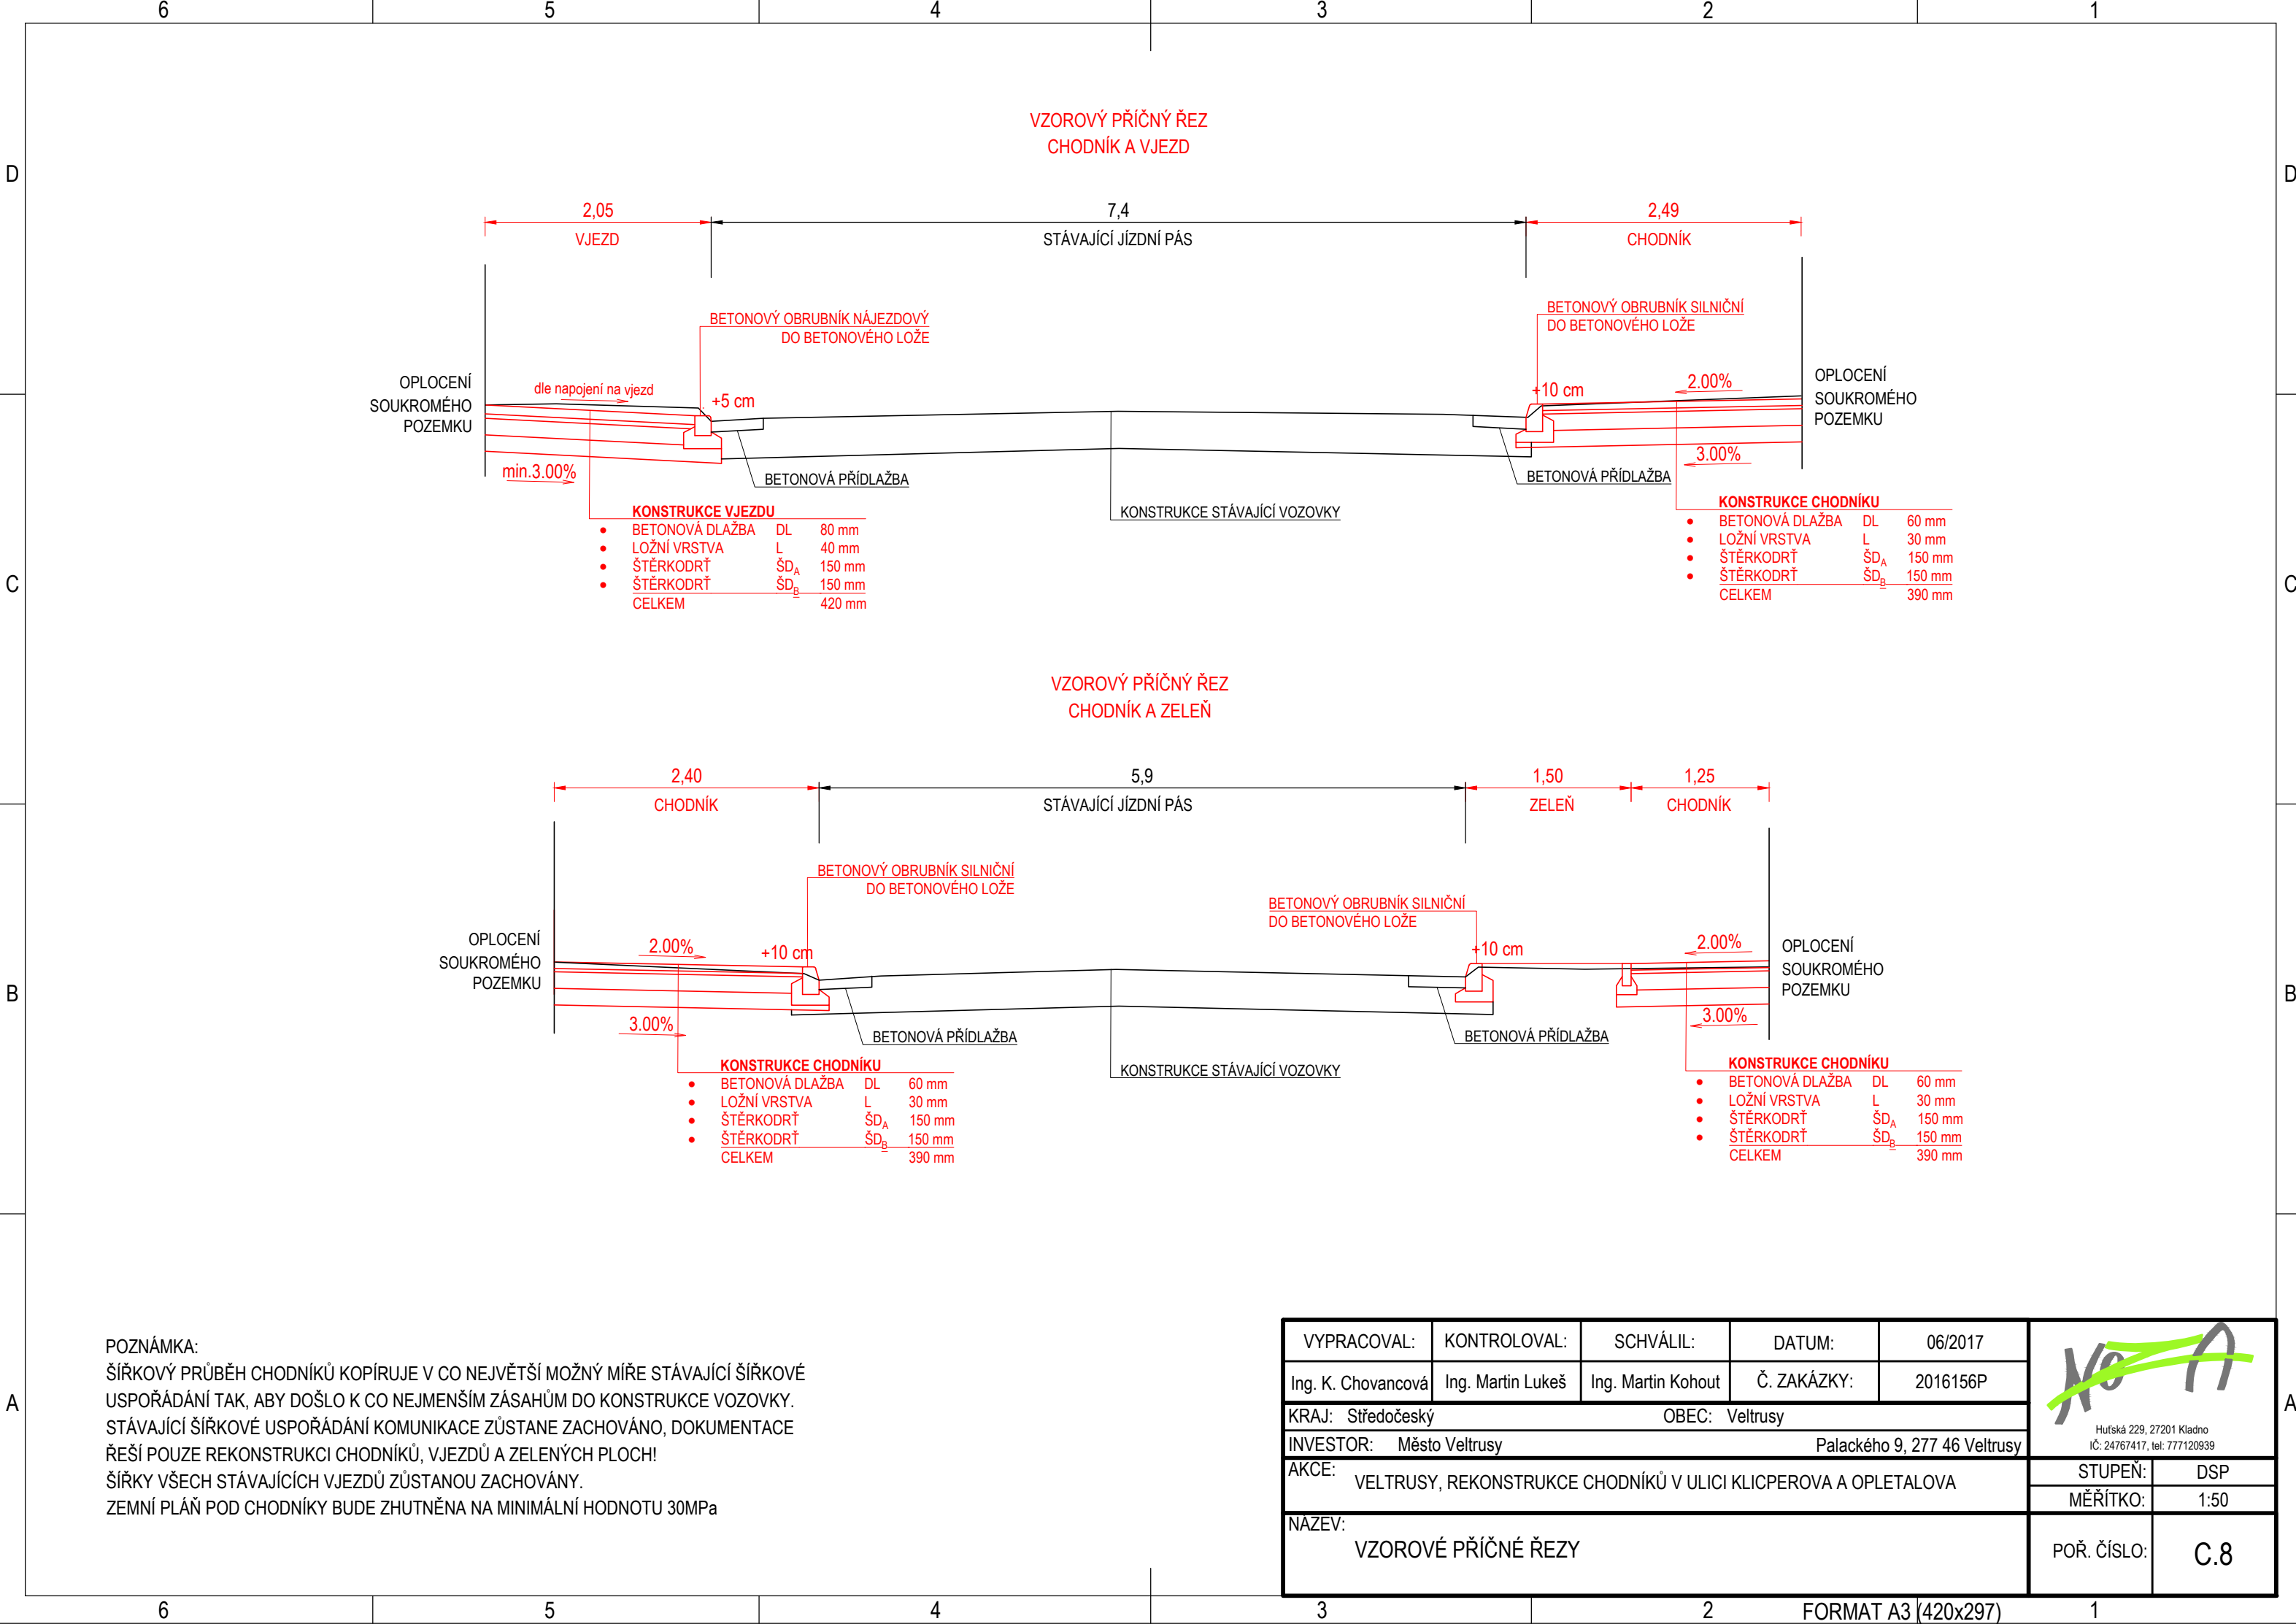 6 5 4 3 2 1
D D
C C
B B
A A
VZOROVÝ PŘÍČNÝ ŘEZ
CHODNÍK A VJEZD
2,05 7,4 2,49
VJEZD STÁVAJÍCÍ JÍZDNÍ PÁS CHODNÍK
BETONOVÝ OBRUBNÍK NÁJEZDOVÝ
DO BETONOVÉHO LOŽE
BETONOVÝ OBRUBNÍK SILNIČNÍ
DO BETONOVÉHO LOŽE
OPLOCENÍ
SOUKROMÉHO
POZEMKU
dle napojení na vjezd
+5 cm
+10 cm
2.00%
OPLOCENÍ
SOUKROMÉHO
POZEMKU
min.3.00%
3.00%
BETONOVÁ PŘÍDLAŽBA
BETONOVÁ PŘÍDLAŽBA
KONSTRUKCE STÁVAJÍCÍ VOZOVKY
KONSTRUKCE VJEZDU
• BETONOVÁ DLAŽBA DL 80 mm
• LOŽNÍ VRSTVA L 40 mm
• ŠTĚRKODRŤ ŠDA 150 mm
• ŠTĚRKODRŤ ŠDB 150 mm
CELKEM 420 mm
KONSTRUKCE CHODNÍKU
• BETONOVÁ DLAŽBA DL 60 mm
• LOŽNÍ VRSTVA L 30 mm
• ŠTĚRKODRŤ ŠDA 150 mm
• ŠTĚRKODRŤ ŠDB 150 mm
CELKEM 390 mm
VZOROVÝ PŘÍČNÝ ŘEZ
CHODNÍK A ZELEŇ
2,40 5,9 1,50 1,25
CHODNÍK STÁVAJÍCÍ JÍZDNÍ PÁS ZELEŇ CHODNÍK
BETONOVÝ OBRUBNÍK SILNIČNÍ
DO BETONOVÉHO LOŽE
BETONOVÝ OBRUBNÍK SILNIČNÍ
DO BETONOVÉHO LOŽE
OPLOCENÍ
SOUKROMÉHO
POZEMKU
2.00%
+10 cm
+10 cm
2.00%
OPLOCENÍ
SOUKROMÉHO
POZEMKU
3.00%
3.00%
BETONOVÁ PŘÍDLAŽBA
BETONOVÁ PŘÍDLAŽBA
KONSTRUKCE STÁVAJÍCÍ VOZOVKY
KONSTRUKCE CHODNÍKU
• BETONOVÁ DLAŽBA DL 60 mm
• LOŽNÍ VRSTVA L 30 mm
• ŠTĚRKODRŤ ŠDA 150 mm
• ŠTĚRKODRŤ ŠDB 150 mm
CELKEM 390 mm
KONSTRUKCE CHODNÍKU
• BETONOVÁ DLAŽBA DL 60 mm
• LOŽNÍ VRSTVA L 30 mm
• ŠTĚRKODRŤ ŠDA 150 mm
• ŠTĚRKODRŤ ŠDB 150 mm
CELKEM 390 mm
POZNÁMKA:
ŠÍŘKOVÝ PRŮBĚH CHODNÍKŮ KOPÍRUJE V CO NEJVĚTŠÍ MOŽNÝ MÍŘE STÁVAJÍCÍ ŠÍŘKOVÉ
USPOŘÁDÁNÍ TAK, ABY DOŠLO K CO NEJMENŠÍM ZÁSAHŮM DO KONSTRUKCE VOZOVKY.
STÁVAJÍCÍ ŠÍŘKOVÉ USPOŘÁDÁNÍ KOMUNIKACE ZŮSTANE ZACHOVÁNO, DOKUMENTACE
ŘEŠÍ POUZE REKONSTRUKCI CHODNÍKŮ, VJEZDŮ A ZELENÝCH PLOCH!
ŠÍŘKY VŠECH STÁVAJÍCÍCH VJEZDŮ ZŮSTANOU ZACHOVÁNY.
ZEMNÍ PLÁŇ POD CHODNÍKY BUDE ZHUTNĚNA NA MINIMÁLNÍ HODNOTU 30MPa
VYPRACOVAL: KONTROLOVAL: SCHVÁLIL: DATUM: 06/2017
Ing. K. Chovancová Ing. Martin Lukeš Ing. Martin Kohout Č. ZAKÁZKY: 2016156P
KRAJ: Středočeský OBEC: Veltrusy
INVESTOR: Město Veltrusy Palackého 9, 277 46 Veltrusy
Huťská 229, 27201 Kladno
IČ: 24767417, tel: 777120939
AKCE: VELTRUSY, REKONSTRUKCE CHODNÍKŮ V ULICI KLICPEROVA A OPLETALOVA
STUPEŇ: DSP
MĚŘÍTKO: 1:50
NÁZEV: VZOROVÉ PŘÍČNÉ ŘEZY
POŘ. ČÍSLO: C.8
6 5 4 3 2 1
FORMAT A3 (420x297)